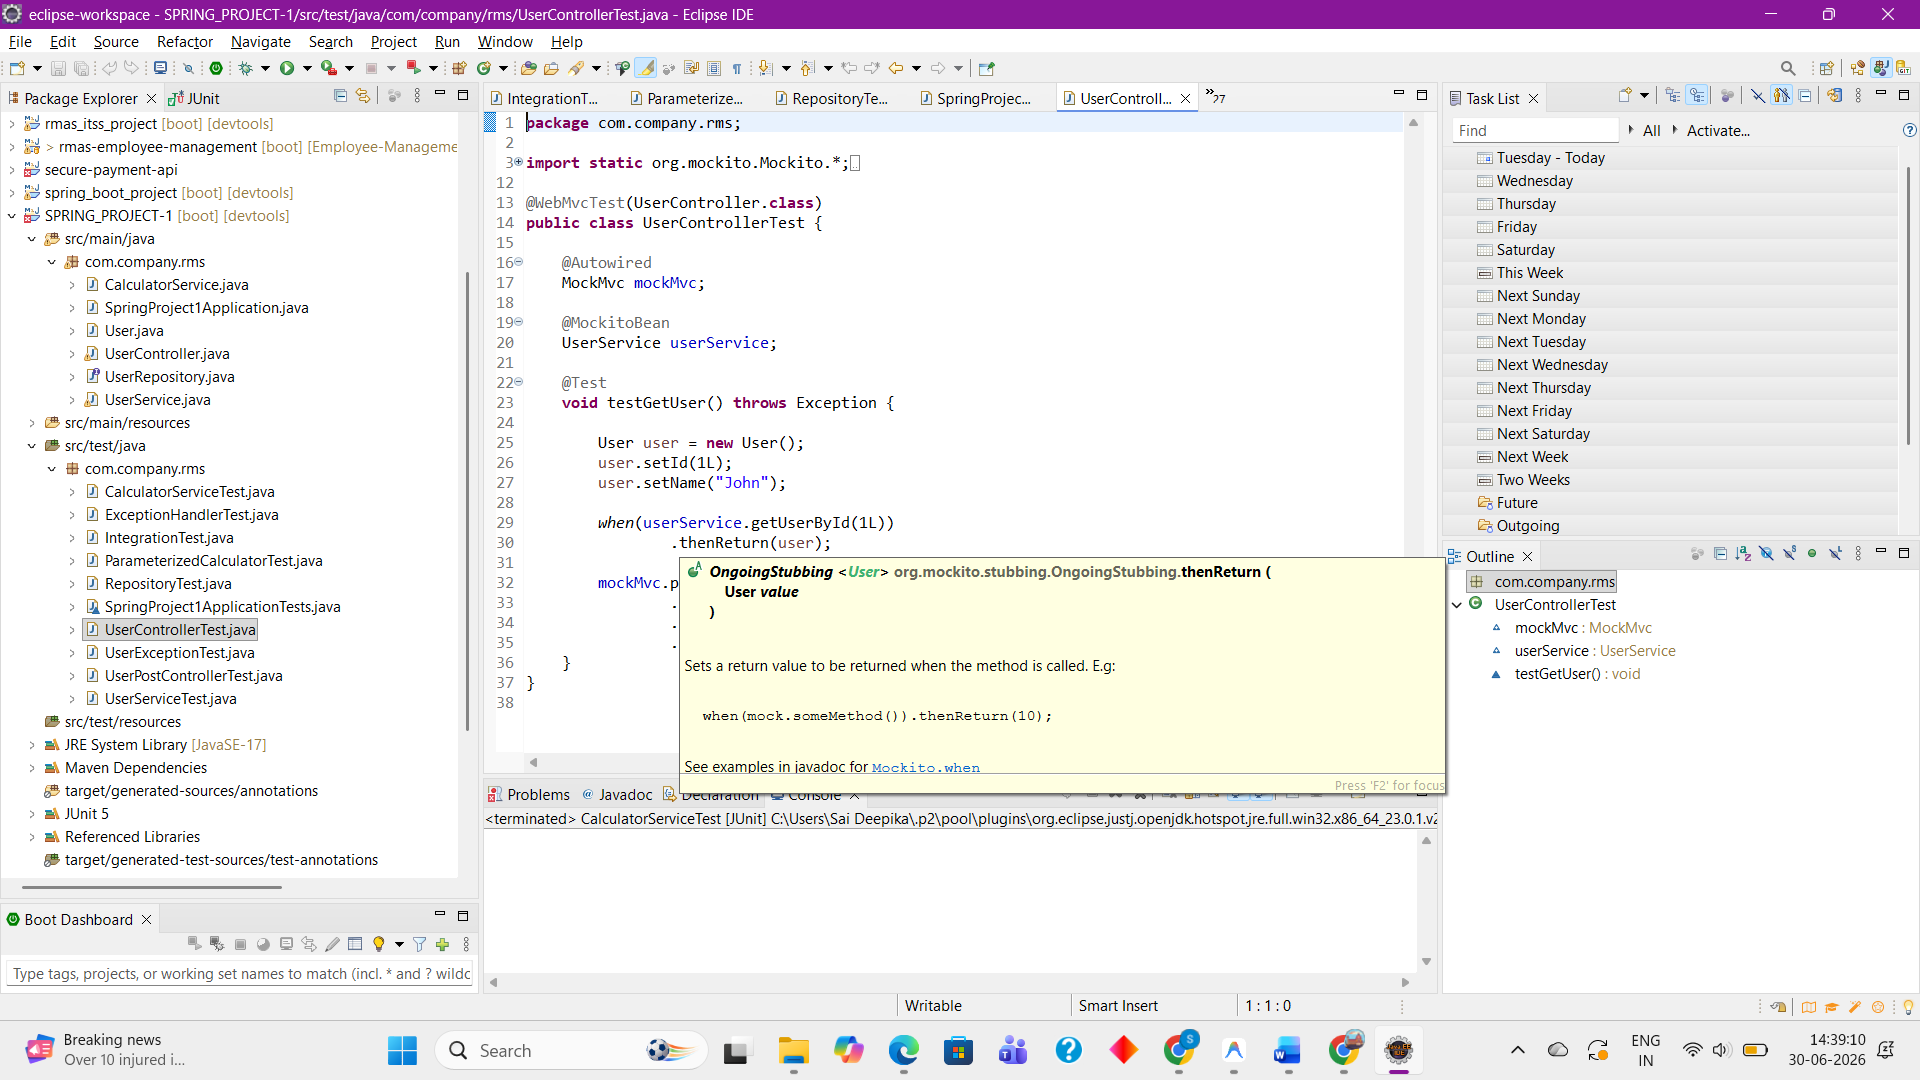 eclipse-workspace - SPRING_PROJECT-1/src/test/java/com/company/rms/UserControllerTest.java - Eclipse IDE
File Edit Source Refactor Navigate Search Project Run Window Help
Package Explorer
JUnit
rmas_itss_project [boot] [devtools]
> rmas-employee-management [boot] [Employee-Manageme
secure-payment-api
spring_boot_project [boot] [devtools]
SPRING_PROJECT-1 [boot] [devtools]
src/main/java
com.company.rms
CalculatorService.java
SpringProject1Application.java
User.java
UserController.java
UserRepository.java
UserService.java
src/main/resources
src/test/java
com.company.rms
CalculatorServiceTest.java
ExceptionHandlerTest.java
IntegrationTest.java
ParameterizedCalculatorTest.java
RepositoryTest.java
SpringProject1ApplicationTests.java
UserControllerTest.java
UserExceptionTest.java
UserPostControllerTest.java
UserServiceTest.java
src/test/resources
JRE System Library [JavaSE-17]
Maven Dependencies
target/generated-sources/annotations
JUnit 5
Referenced Libraries
target/generated-test-sources/test-annotations
Boot Dashboard
Type tags, projects, or working set names to match (incl. * and ? wildc
IntegrationT... Parameterize... RepositoryTe... SpringProjec... UserControll... »27
1 package com.company.rms;
2
3 import static org.mockito.Mockito.*;
12
13 @WebMvcTest(UserController.class)
14 public class UserControllerTest {
15
16 @Autowired
17 MockMvc mockMvc;
18
19 @MockitoBean
20 UserService userService;
21
22 @Test
23 void testGetUser() throws Exception {
24
25 User user = new User();
26 user.setId(1L);
27 user.setName("John");
28
29 when(userService.getUserById(1L))
30 .thenReturn(user);
31
32 mockMvc.p
33 .
34 .
35 .
36 }
37 }
38
OngoingStubbing <User> org.mockito.stubbing.OngoingStubbing.thenReturn (
User value
)
Sets a return value to be returned when the method is called. E.g:
when(mock.someMethod()).thenReturn(10);
See examples in javadoc for Mockito.when
Press 'F2' for focus
Problems @ Javadoc Declaration Console
<terminated> CalculatorServiceTest [JUnit] C:\Users\Sai Deepika\.p2\pool\plugins\org.eclipse.justj.openjdk.hotspot.jre.full.win32.x86_64_23.0.1.v2
Task List
Find
All
Activate...
Tuesday - Today
Wednesday
Thursday
Friday
Saturday
This Week
Next Sunday
Next Monday
Next Tuesday
Next Wednesday
Next Thursday
Next Friday
Next Saturday
Next Week
Two Weeks
Future
Outgoing
Outline
com.company.rms
UserControllerTest
mockMvc : MockMvc
userService : UserService
testGetUser() : void
Writable
Smart Insert
1 : 1 : 0
Breaking news
Over 10 injured i...
Search
ENG
IN
14:39:10
30-06-2026